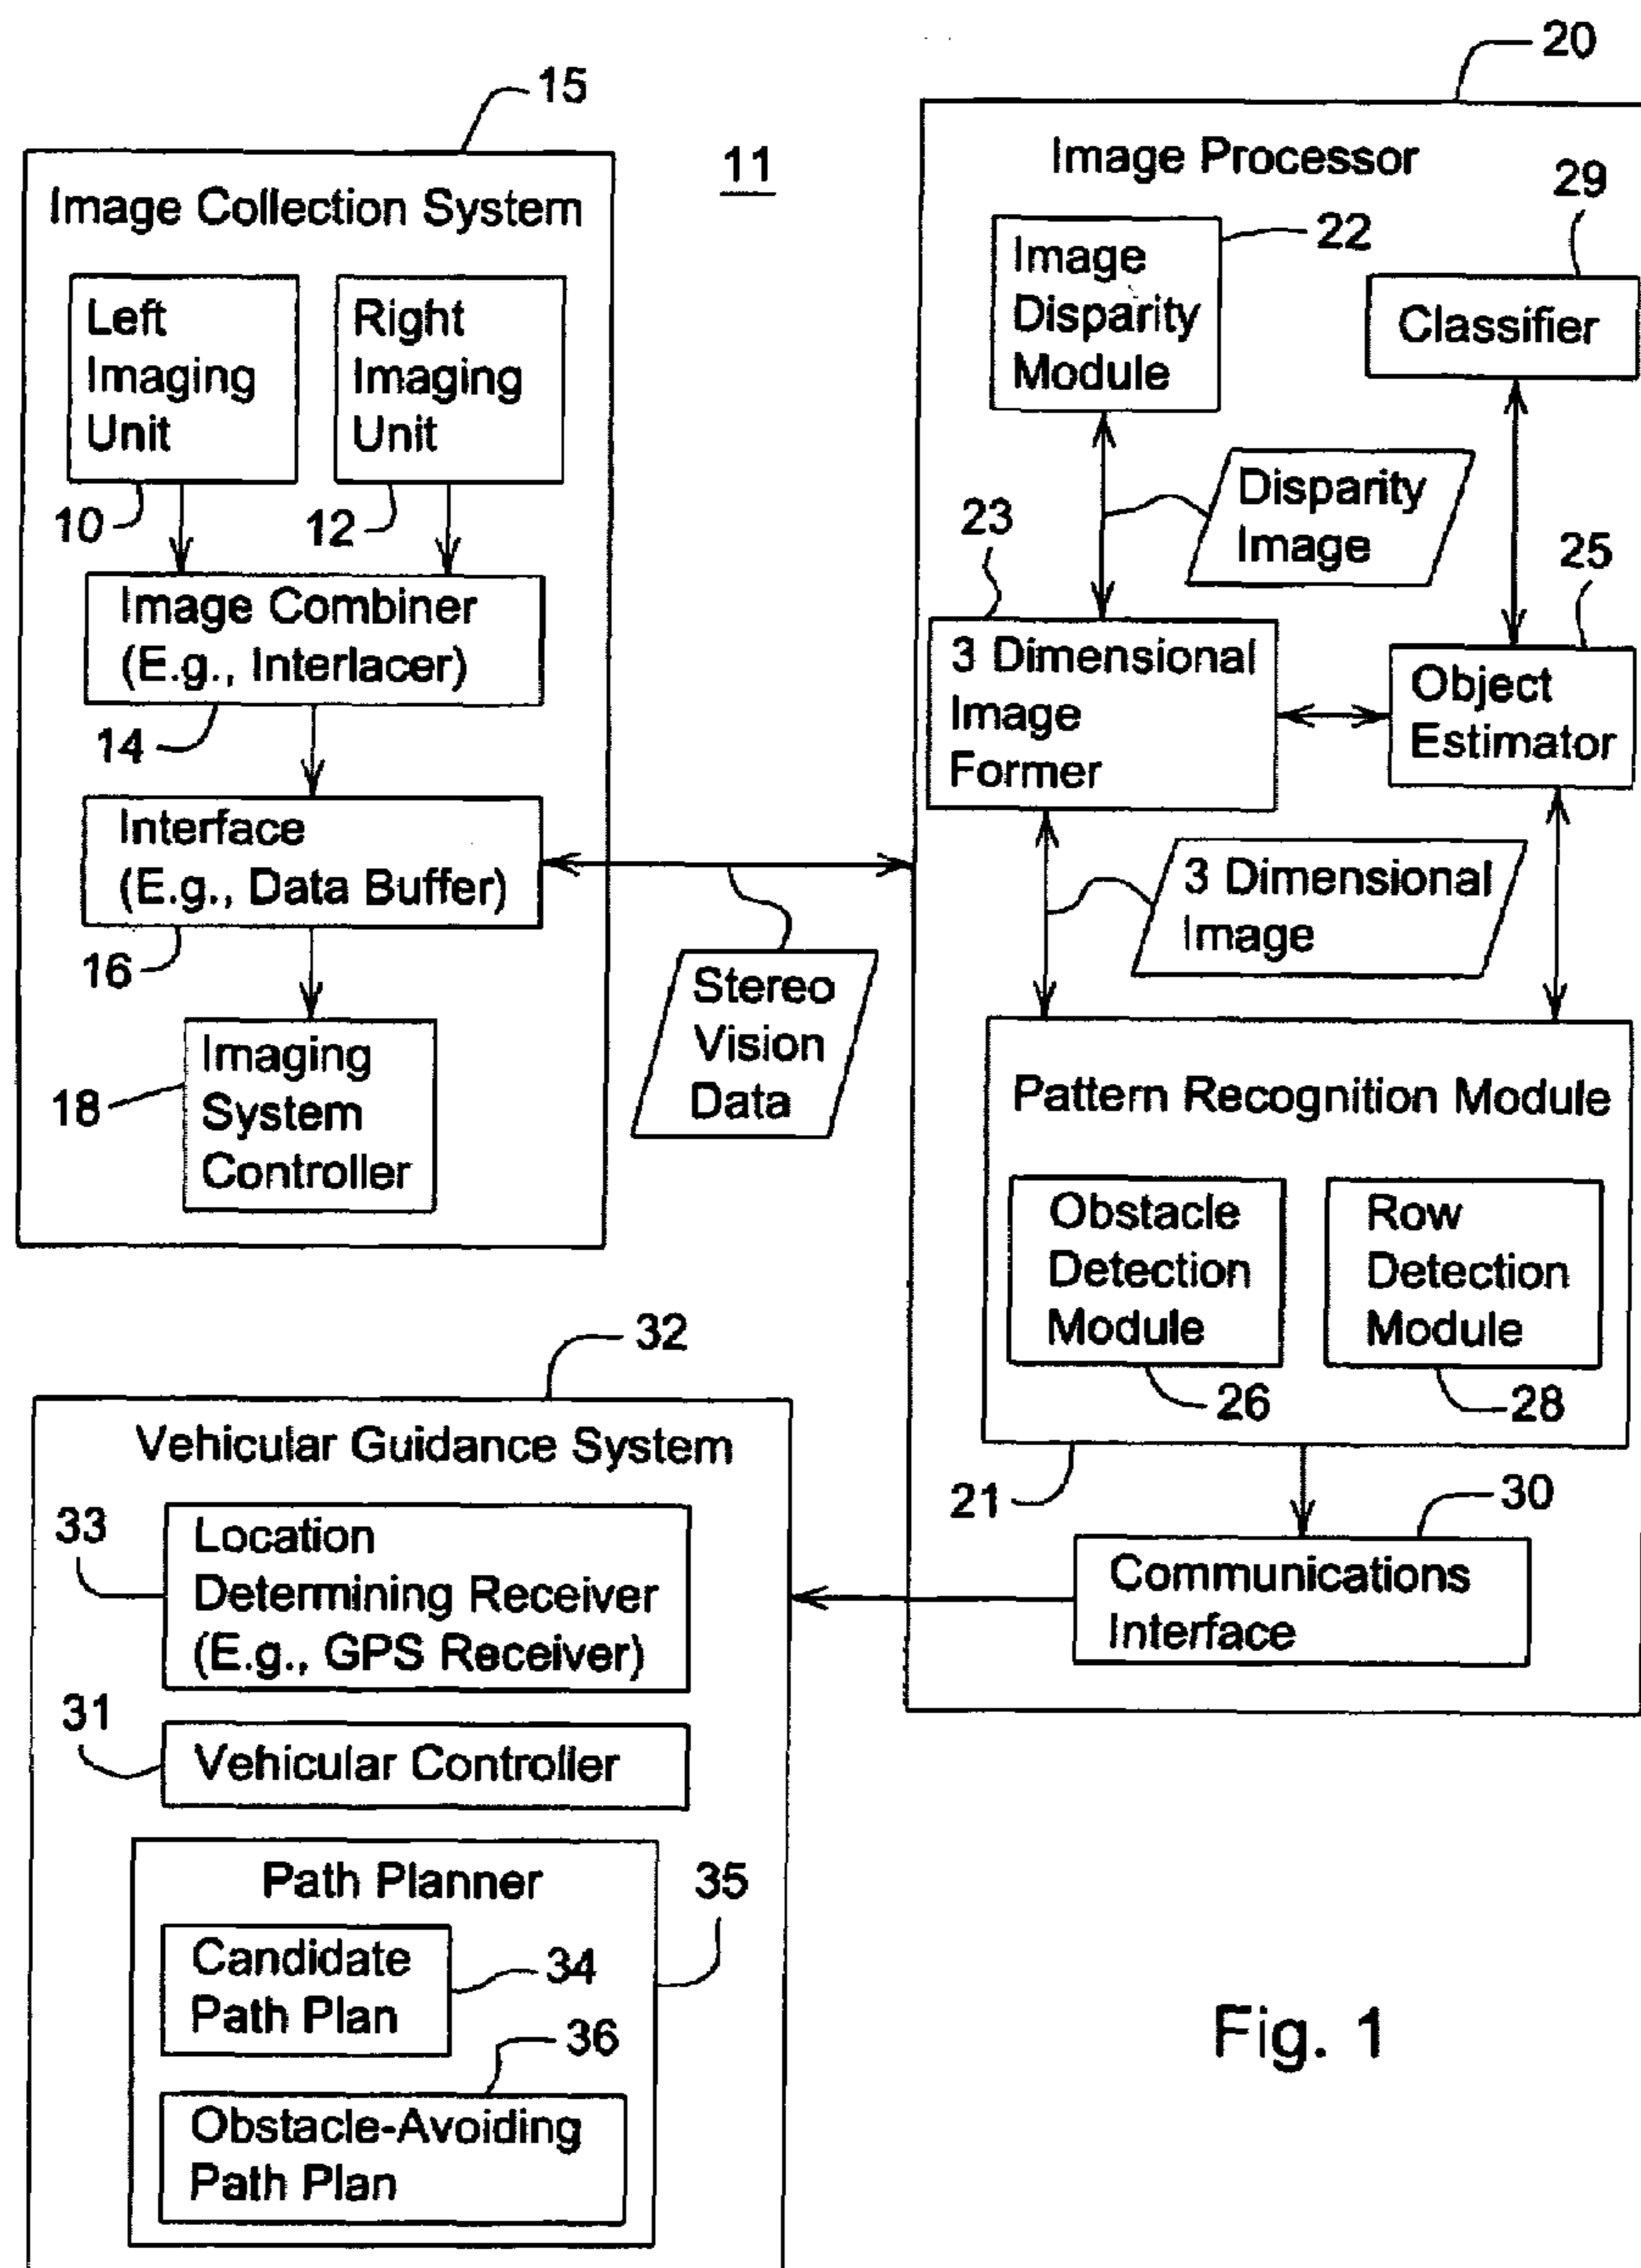 20
15
11
Image Processor
29
Image Collection System
22
Image
Disparity
Module
Classifier
Left
Imaging
Unit
Right
Imaging
Unit
Disparity
Image
10
12
23
25
Image Combiner
(E.g., Interlacer)
3 Dimensional
Image
Former
Object
Estimator
14
Interface
(E.g., Data Buffer)
3 Dimensional
Image
16
Stereo
Vision
Data
Imaging
System
Controller
18
Pattern Recognition Module
Obstacle
Detection
Module
Row
Detection
Module
26
28
32
Vehicular Guidance System
21
30
33
Location
Determining Receiver
(E.g., GPS Receiver)
Communications
Interface
31
Vehicular Controller
Path Planner
35
Candidate
Path Plan
34
36
Obstacle-Avoiding
Path Plan
Fig. 1